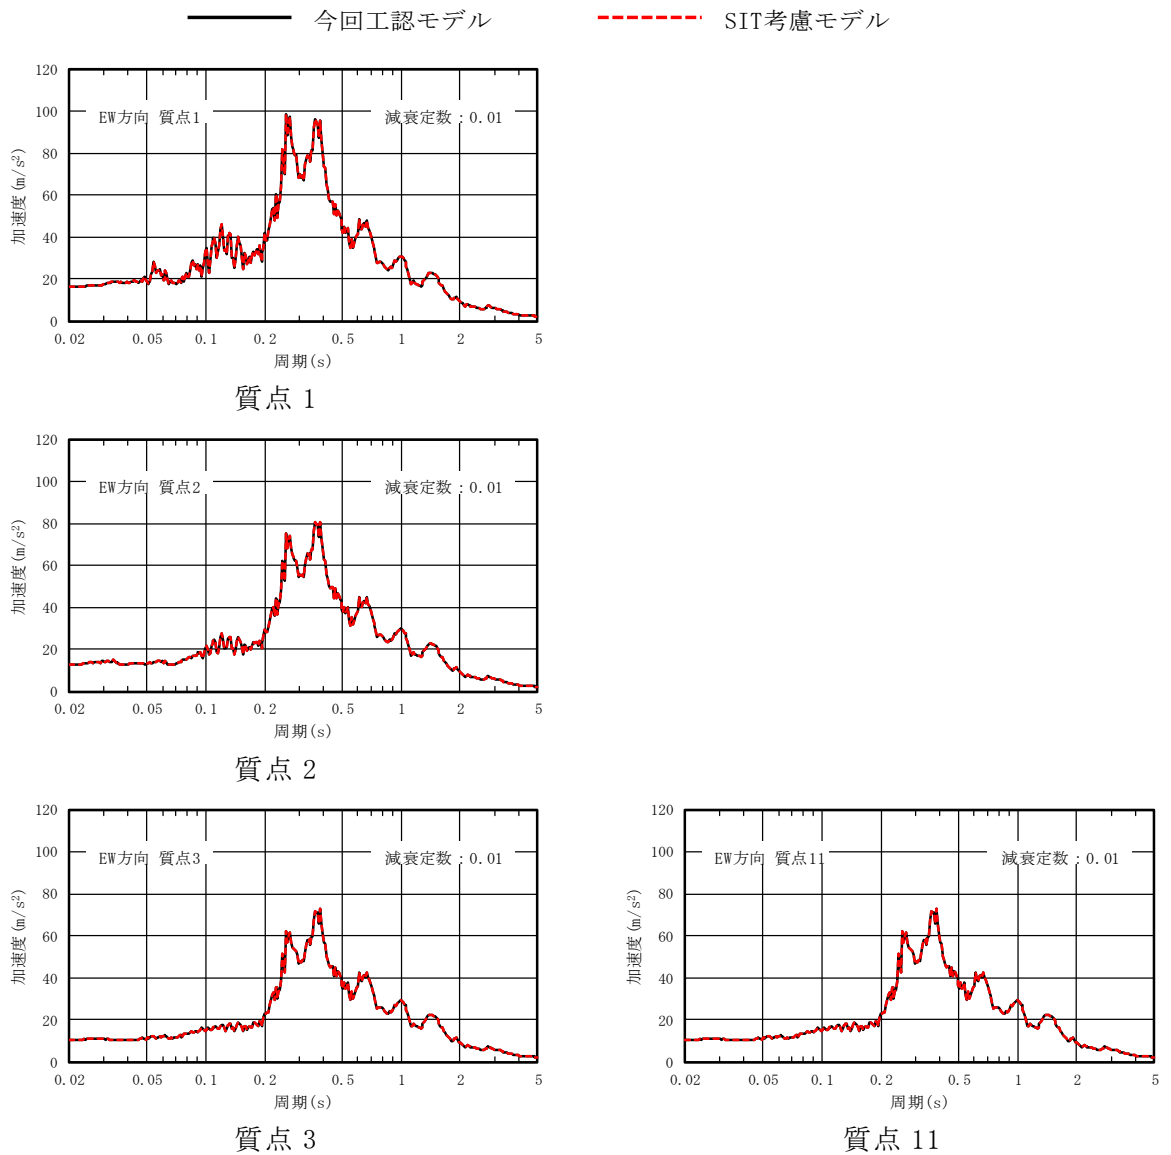 今回工認モデル SIT考慮モデル
120
100
80
60
40
20
0
加速度(m/s²)
EW方向 質点1 減衰定数：0.01
0.02 0.05 0.1 0.2 0.5 1 2 5
周期(s)
質点 1
120
100
80
60
40
20
0
加速度(m/s²)
EW方向 質点2 減衰定数：0.01
0.02 0.05 0.1 0.2 0.5 1 2 5
周期(s)
質点 2
120
100
80
60
40
20
0
加速度(m/s²)
EW方向 質点3 減衰定数：0.01
0.02 0.05 0.1 0.2 0.5 1 2 5
周期(s)
質点 3
120
100
80
60
40
20
0
加速度(m/s²)
EW方向 質点11 減衰定数：0.01
0.02 0.05 0.1 0.2 0.5 1 2 5
周期(s)
質点 11